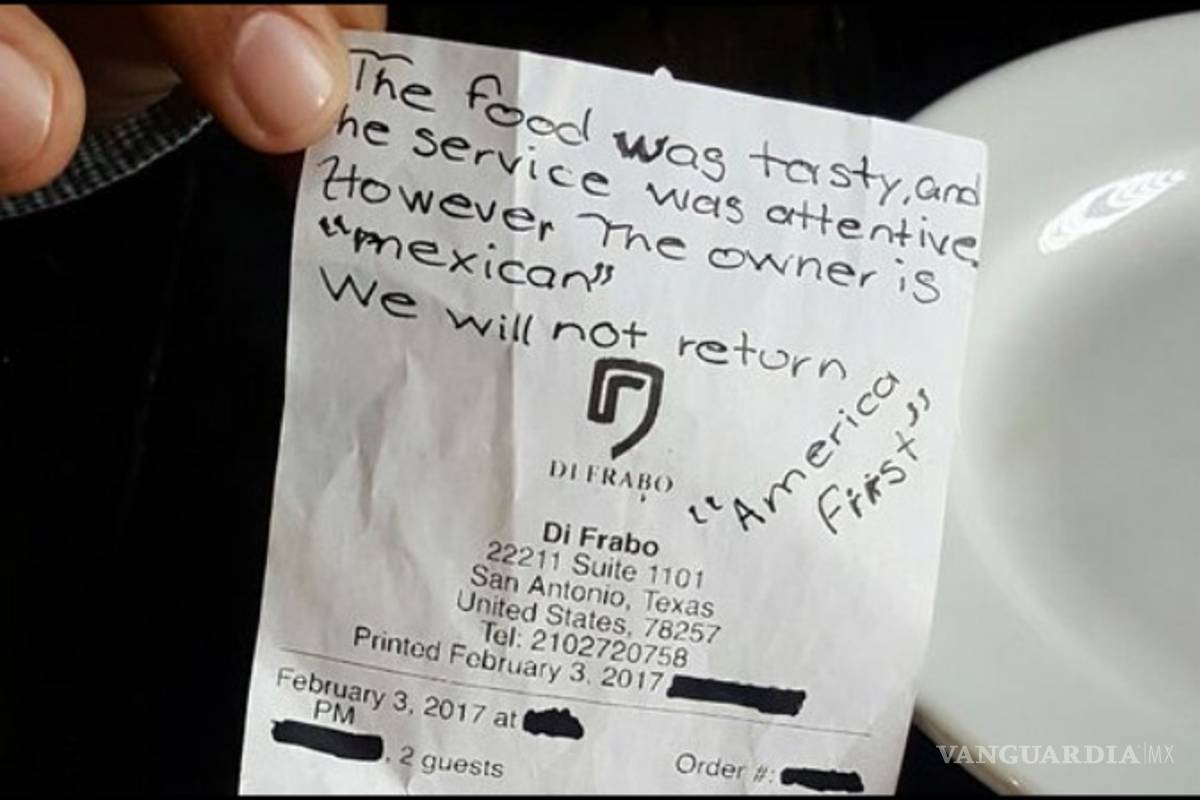 The food was tasty, and
the service was attentive.
However The owner is
"mexican"
We will not return
"America
First"
DI FRABO
Di Frabo
22211 Suite 1101
San Antonio, Texas
United States, 78257
Tel: 2102720758
Printed February 3, 2017
February 3, 2017 at
PM
, 2 guests
Order #:
VANGUARDIA|MX